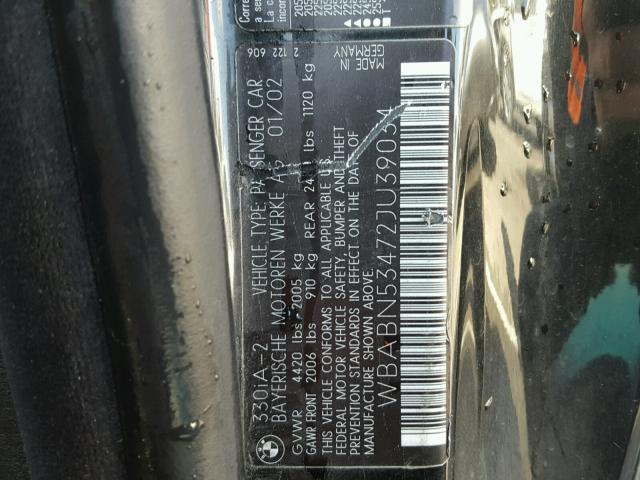 330iA-2 VEHICLE TYPE: PASSENGER CAR 2 122 606
BAYERISCHE MOTOREN WERKE AG 01/02
GVWR 4420 lbs 2005 kg
GAWR FRONT 2006 lbs 910 kg REAR lbs 1120 kg
THIS VEHICLE CONFORMS TO ALL APPLICABLE U.S.
FEDERAL MOTOR VEHICLE SAFETY, BUMPER AND THEFT
PREVENTION STANDARDS IN EFFECT ON THE DATE OF
MANUFACTURE SHOWN ABOVE.
MADE IN
GERMANY
WBABN53472JU39054